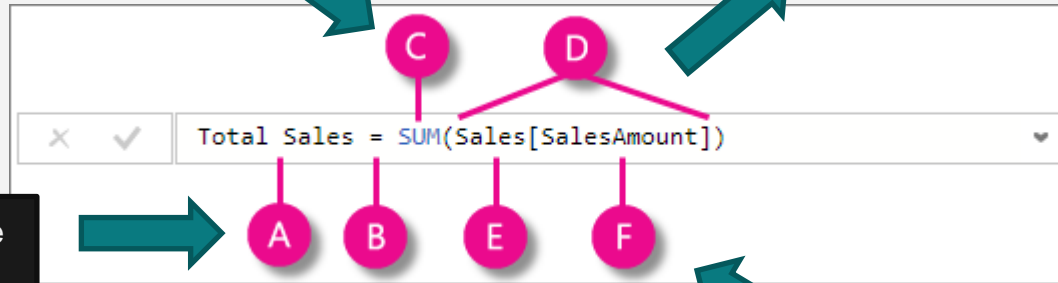 C D
Total Sales = SUM(Sales[SalesAmount])
e
A B E F